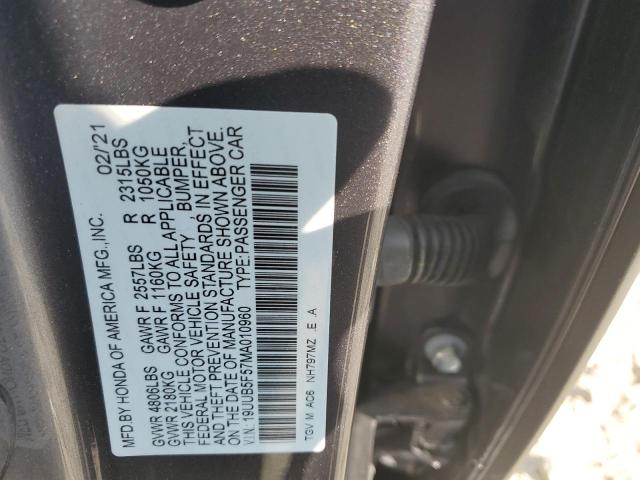 MFD.BY HONDA OF AMERICA MFG.,INC. 02/'21
GVWR 4806LBS GAWR F 2557LBS R 2315LBS
GVWR 2180KG GAWR F 1160KG R 1050KG
THIS VEHICLE CONFORMS TO ALL APPLICABLE
FEDERAL MOTOR VEHICLE SAFETY, BUMPER,
AND THEFT PREVENTION STANDARDS IN EFFECT
ON THE DATE OF MANUFACTURE SHOWN ABOVE.
V.I.N.:19UUB5F57MA010960 TYPE:PASSENGER CAR
TGV M AC6 NH797MZ .E .A